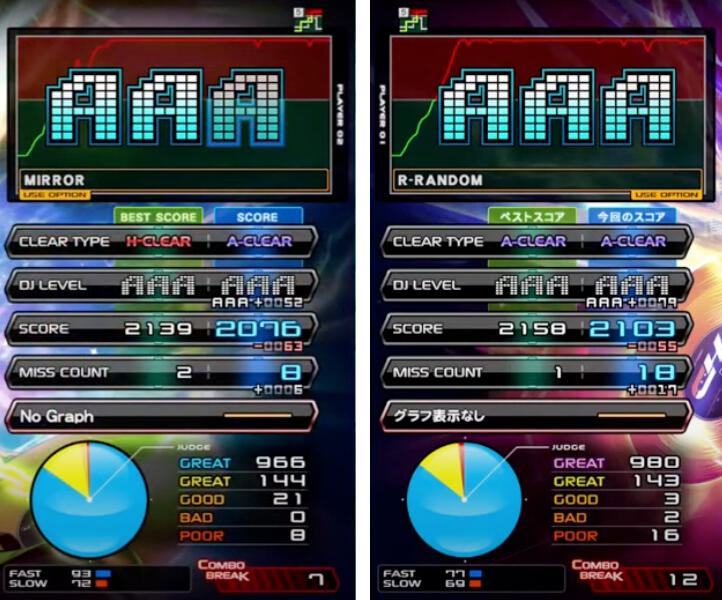 AAA
PLAYER 02
MIRROR
USE OPTION
BEST SCORE SCORE
CLEAR TYPE H-CLEAR A-CLEAR
DJ LEVEL AAA AAA
AAA+0052
SCORE 2139 2076
-0063
MISS COUNT 2 8
+0006
No Graph
JUDGE
GREAT 966
GREAT 144
GOOD 21
BAD 0
POOR 8
FAST 93
SLOW 72
COMBO BREAK 7
AAA
PLAYER 01
R-RANDOM
USE OPTION
ベストスコア 今回のスコア
CLEAR TYPE A-CLEAR A-CLEAR
DJ LEVEL AAA AAA
AAA+0079
SCORE 2158 2103
-0055
MISS COUNT 1 18
+0017
グラフ表示なし
JUDGE
GREAT 980
GREAT 143
GOOD 3
BAD 2
POOR 16
FAST 77
SLOW 69
COMBO BREAK 12